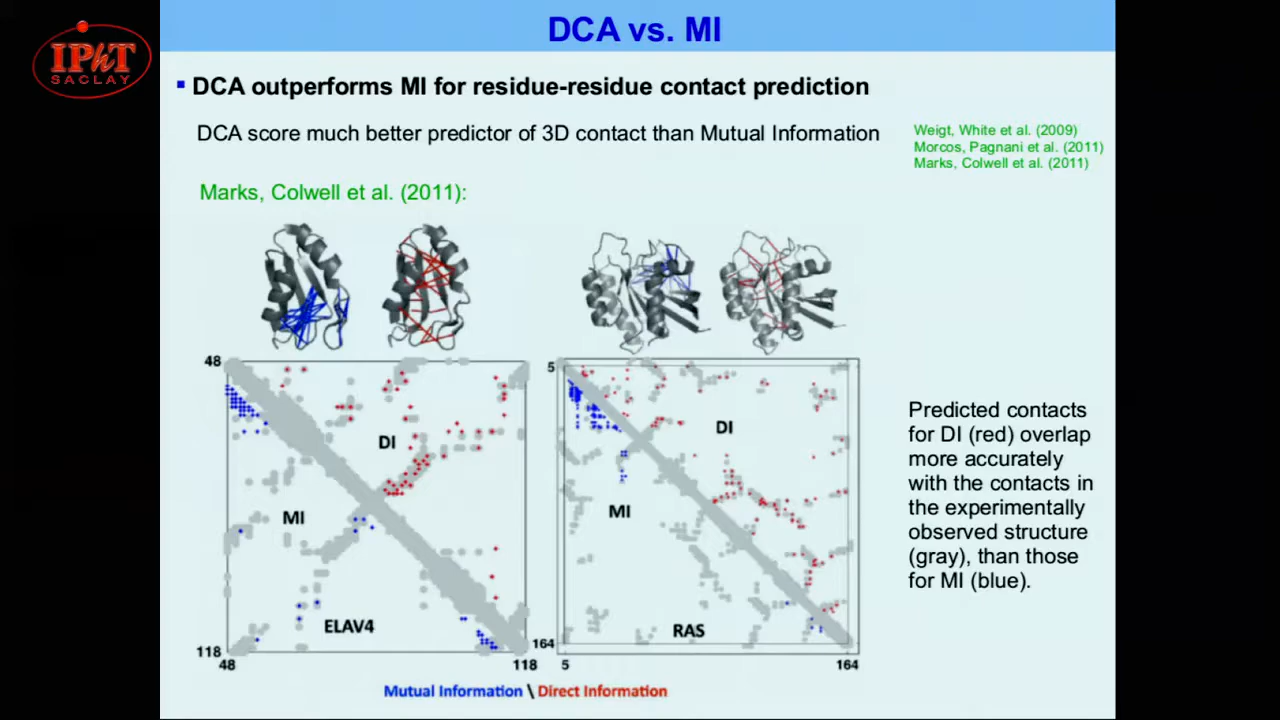 IPhT
SACLAY
DCA vs. MI
▪ DCA outperforms MI for residue-residue contact prediction
DCA score much better predictor of 3D contact than Mutual Information
Weigt, White et al. (2009)
Morcos, Pagnani et al. (2011)
Marks, Colwell et al. (2011)
Marks, Colwell et al. (2011):
48
DI
MI
ELAV4
118
48
118
5
DI
MI
RAS
164
5
164
Mutual Information \ Direct Information
Predicted contacts
for DI (red) overlap
more accurately
with the contacts in
the experimentally
observed structure
(gray), than those
for MI (blue).